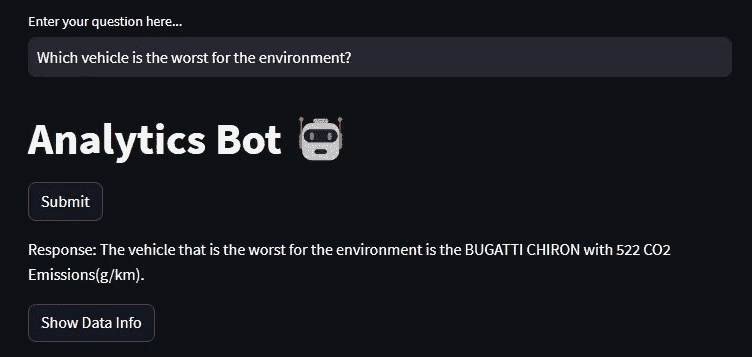 Enter your question here...
Which vehicle is the worst for the environment?
Analytics Bot
Submit
Response: The vehicle that is the worst for the environment is the BUGATTI CHIRON with 522 CO2
Emissions(g/km).
Show Data Info